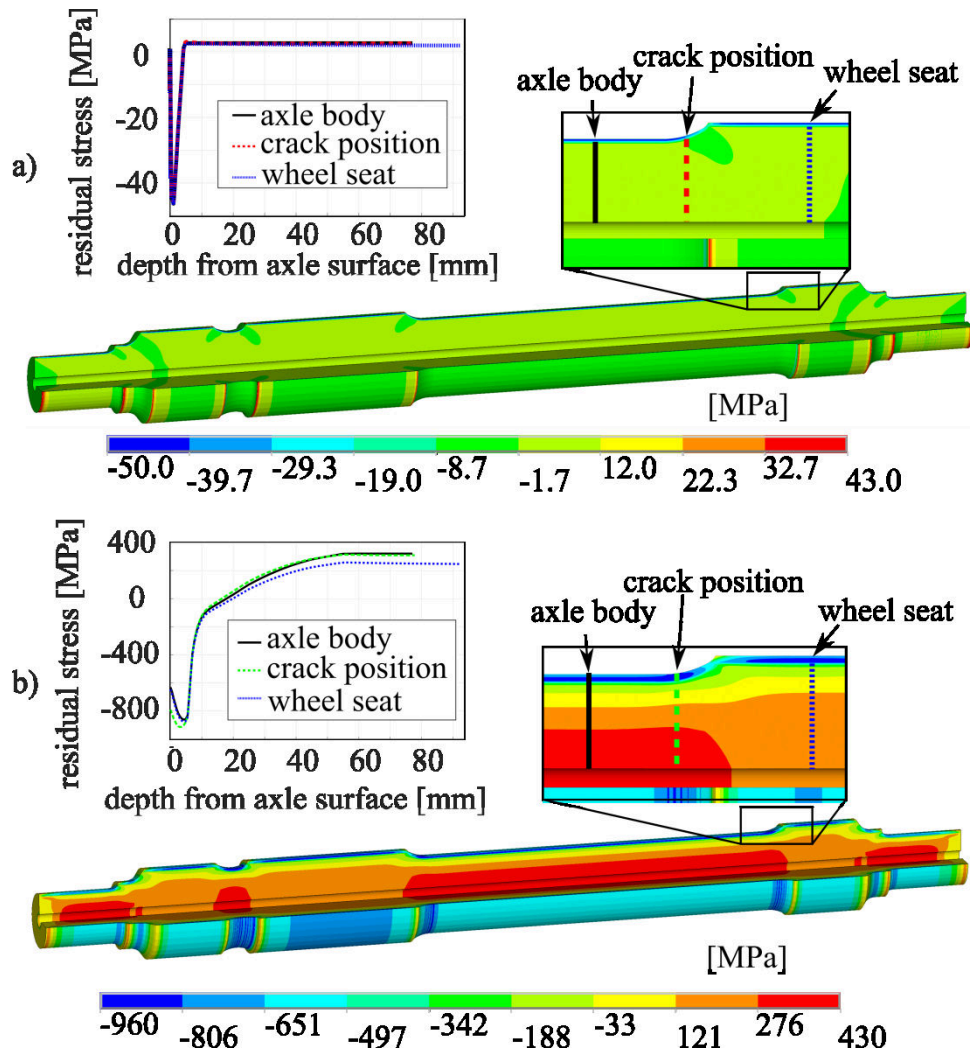 a)
residual stress [MPa]
0
-20
-40
axle body
crack position
wheel seat
0 20 40 60 80
depth from axle surface [mm]
crack position
axle body
wheel seat
[MPa]
-50.0 -39.7 -29.3 -19.0 -8.7 -1.7 12.0 22.3 32.7 43.0
b)
residual stress [MPa]
400
0
-400
-800
axle body
crack position
wheel seat
0 20 40 60 80
depth from axle surface [mm]
crack position
axle body
wheel seat
[MPa]
-960 -806 -651 -497 -342 -188 -33 121 276 430